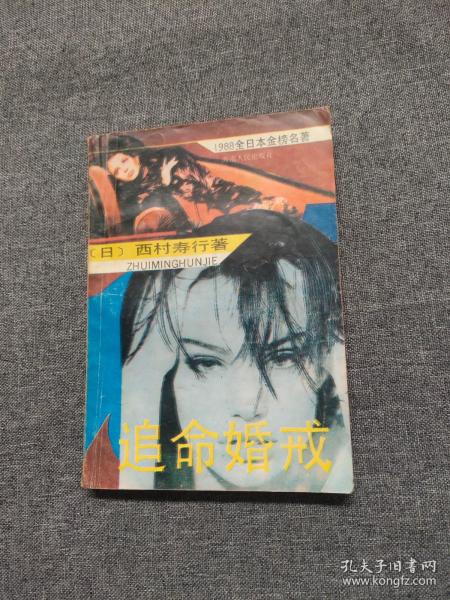 1988全日本金榜名著
（日） 西村寿行著
ZHUIMINGHUNJIE
追命婚戒
孔夫子旧书网
www.kongfz.com